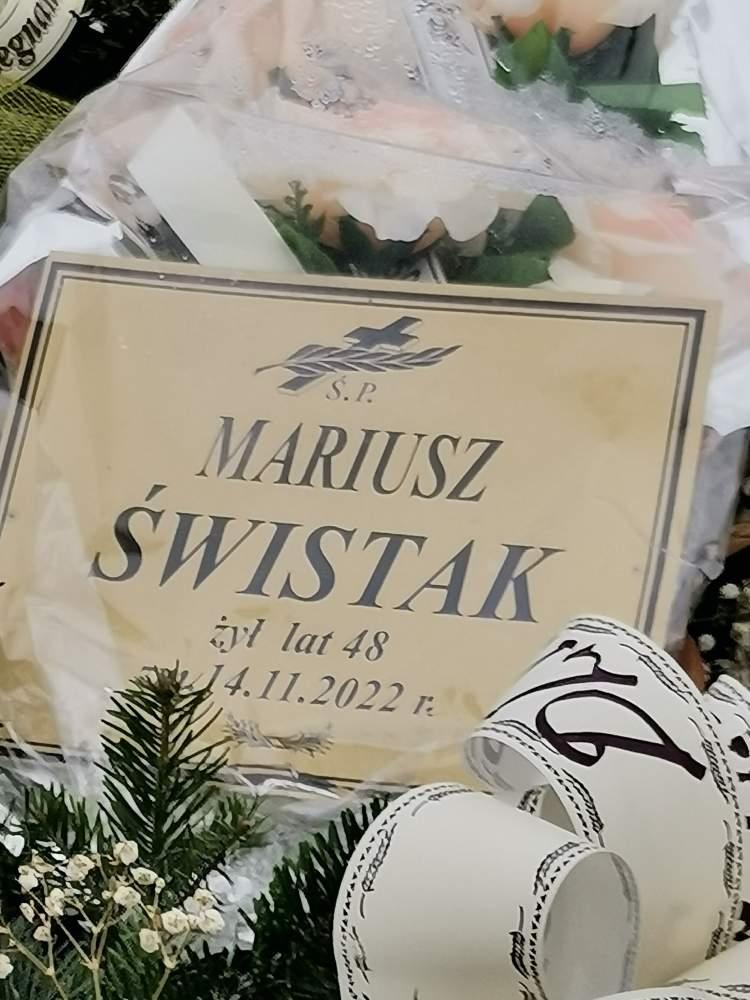 Ś.P.
MARIUSZ
ŚWISTAK
żył lat 48
14.11.2022 r.